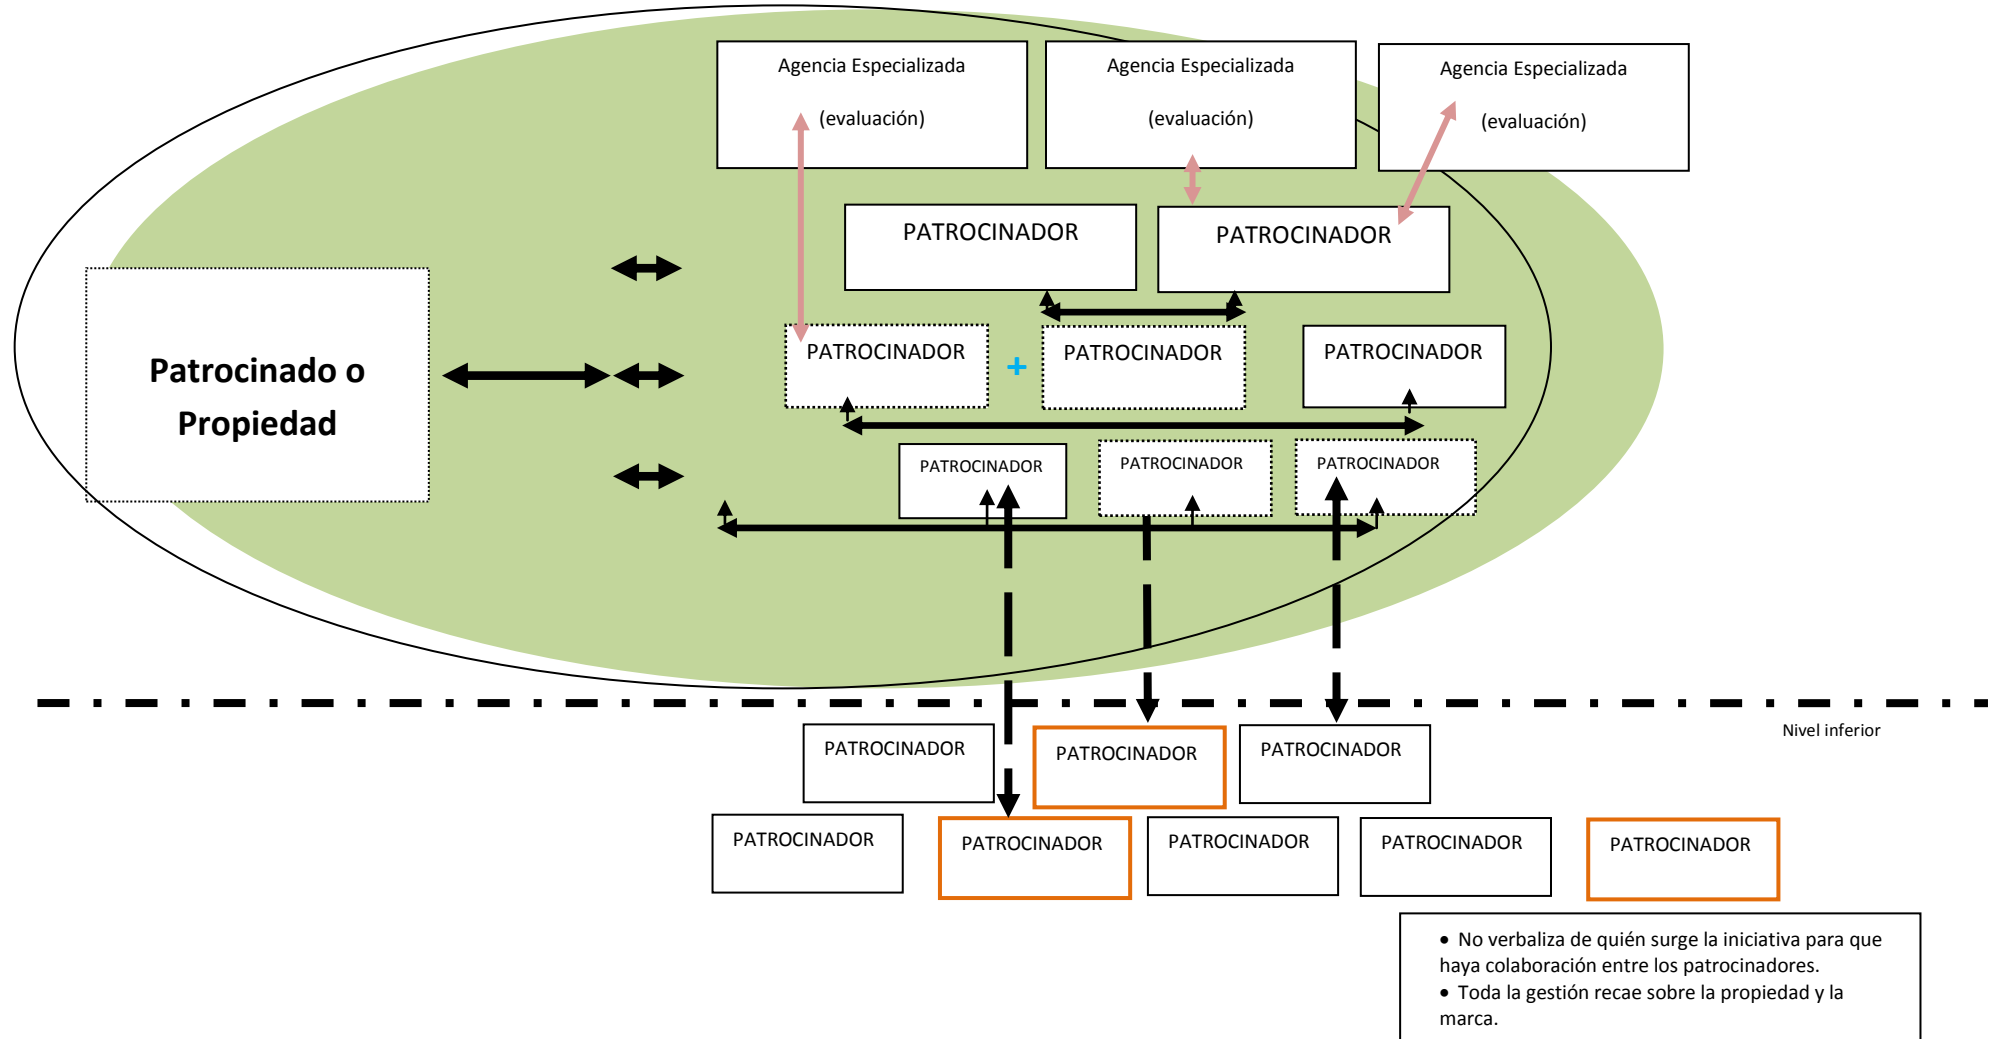 Agencia Especializada
(evaluación)
Agencia Especializada
(evaluación)
Agencia Especializada
(evaluación)
PATROCINADOR
PATROCINADOR
Patrocinado o
Propiedad
PATROCINADOR
+
PATROCINADOR
PATROCINADOR
PATROCINADOR
PATROCINADOR
PATROCINADOR
Nivel inferior
PATROCINADOR
PATROCINADOR
PATROCINADOR
PATROCINADOR
PATROCINADOR
PATROCINADOR
PATROCINADOR
PATROCINADOR
• No verbaliza de quién surge la iniciativa para que
haya colaboración entre los patrocinadores.
• Toda la gestión recae sobre la propiedad y la
marca.